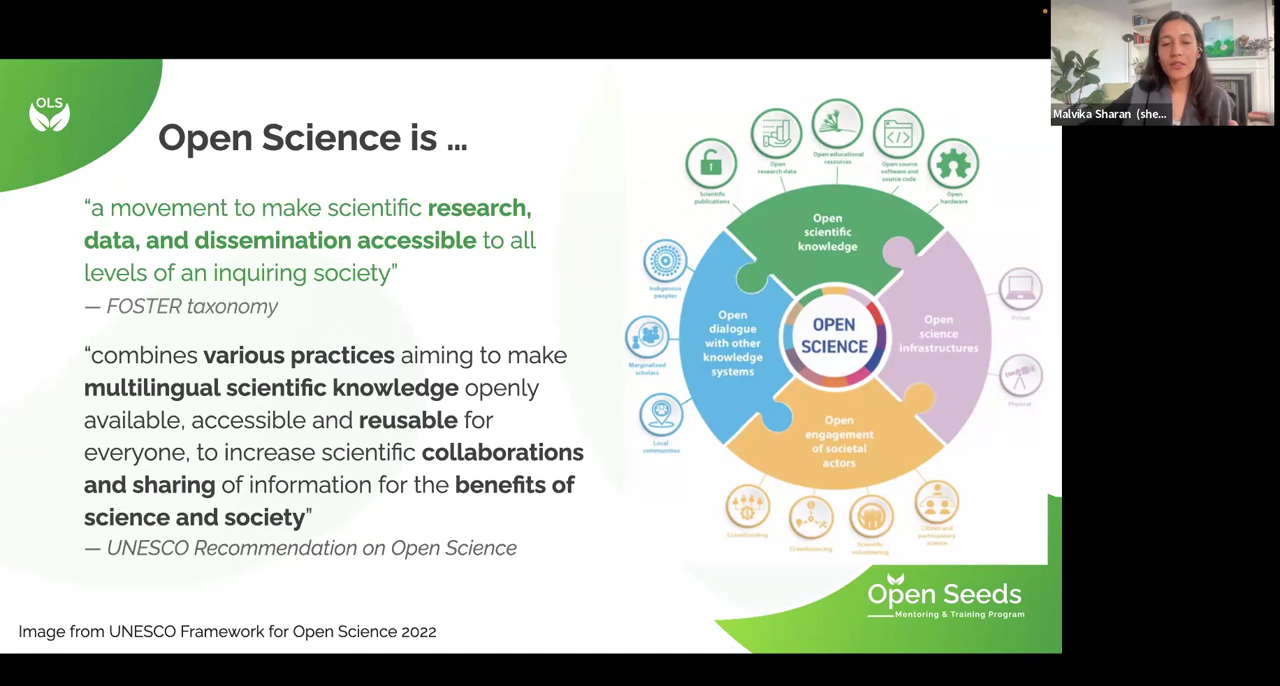 OLS
Open Science is ...
“a movement to make scientific research,
data, and dissemination accessible to all
levels of an inquiring society”
— FOSTER taxonomy
“combines various practices aiming to make
multilingual scientific knowledge openly
available, accessible and reusable for
everyone, to increase scientific collaborations
and sharing of information for the benefits of
science and society”
— UNESCO Recommendation on Open Science
Image from UNESCO Framework for Open Science 2022
Scientific
publications
Open
research data
Open educational
resources
Open source
software and
source code
Open
hardware
Open
scientific
knowledge
Indigenous
peoples
Marginalised
scholars
Local
communities
Open
dialogue
with other
knowledge
systems
OPEN
SCIENCE
Open
science
infrastructures
Virtual
Physical
Open
engagement
of societal
actors
Crowdfunding
Crowdsourcing
Scientific
volunteering
Citizen and
participatory
science
Open Seeds
Mentoring & Training Program
Malvika Sharan (she...